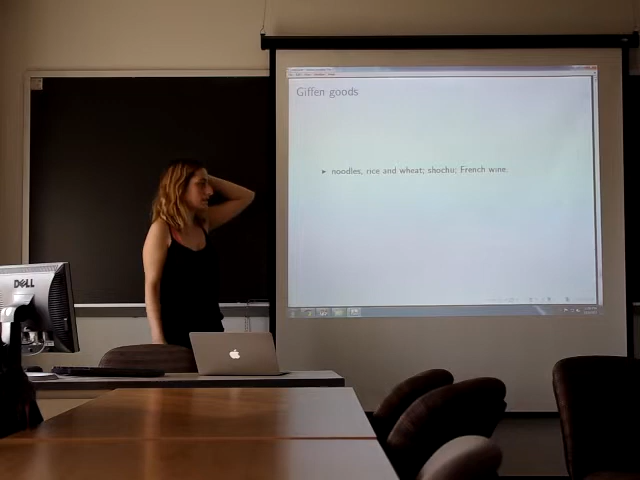 Giffen goods
► noodles, rice and wheat; shochu; French wine.
DELL